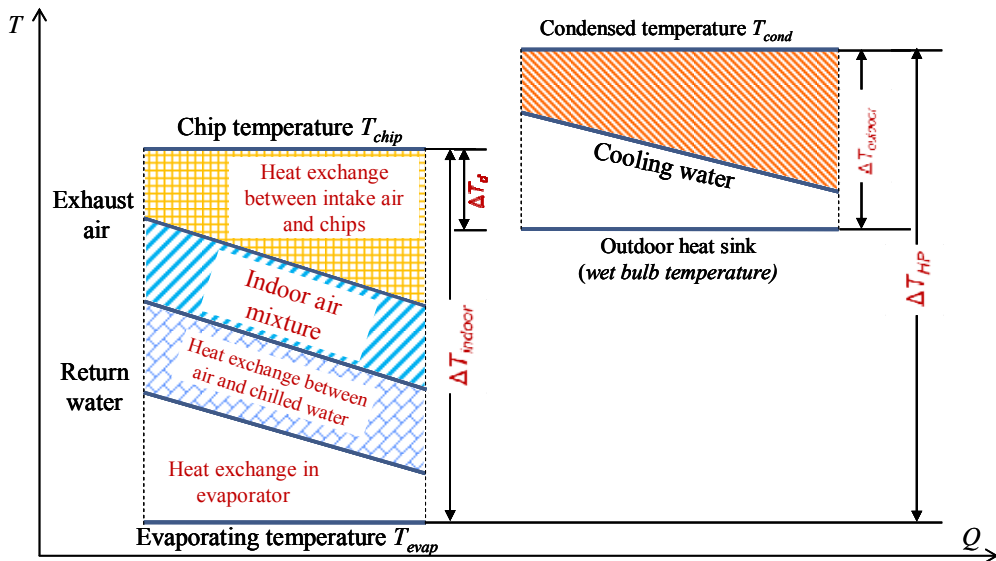 T
Condensed temperature Tcond
Chip temperature Tchip
Exhaust
air
Heat exchange
between intake air
and chips
ΔTd
Cooling water
ΔToutdoor
Outdoor heat sink
(wet bulb temperature)
ΔTHP
Indoor air
mixture
ΔTindoor
Return
water
Heat exchange between
air and chilled water
Heat exchange in
evaporator
Evaporating temperature Tevap
Q